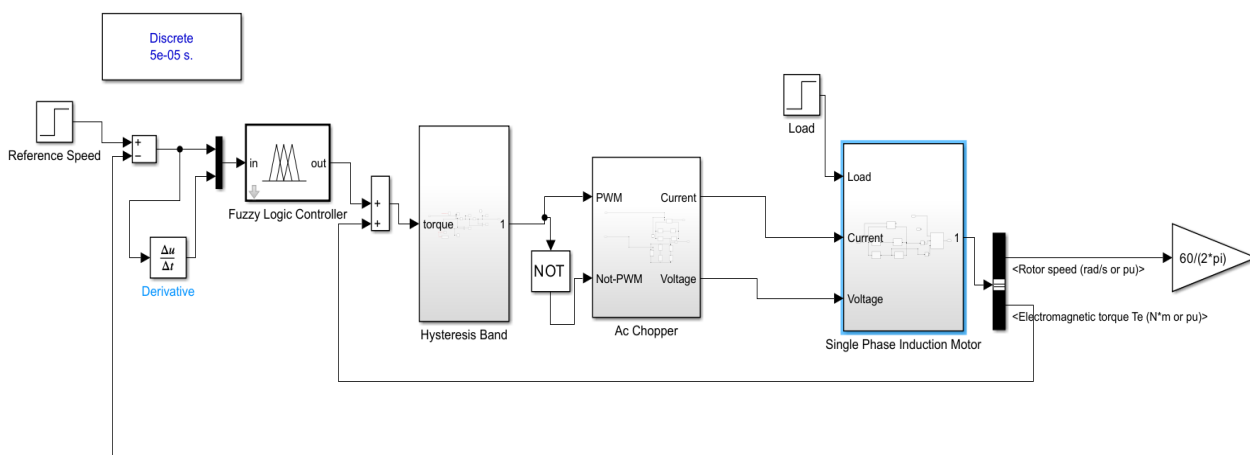 Discrete
5e-05 s.
Reference Speed
+
−
Δu
Δt
Derivative
in
out
Fuzzy Logic Controller
+
+
torque
1
Hysteresis Band
NOT
PWM
Not-PWM
Current
Voltage
Ac Chopper
Load
Load
Current
Voltage
1
Single Phase Induction Motor
<Rotor speed (rad/s or pu)>
<Electromagnetic torque Te (N*m or pu)>
60/(2*pi)